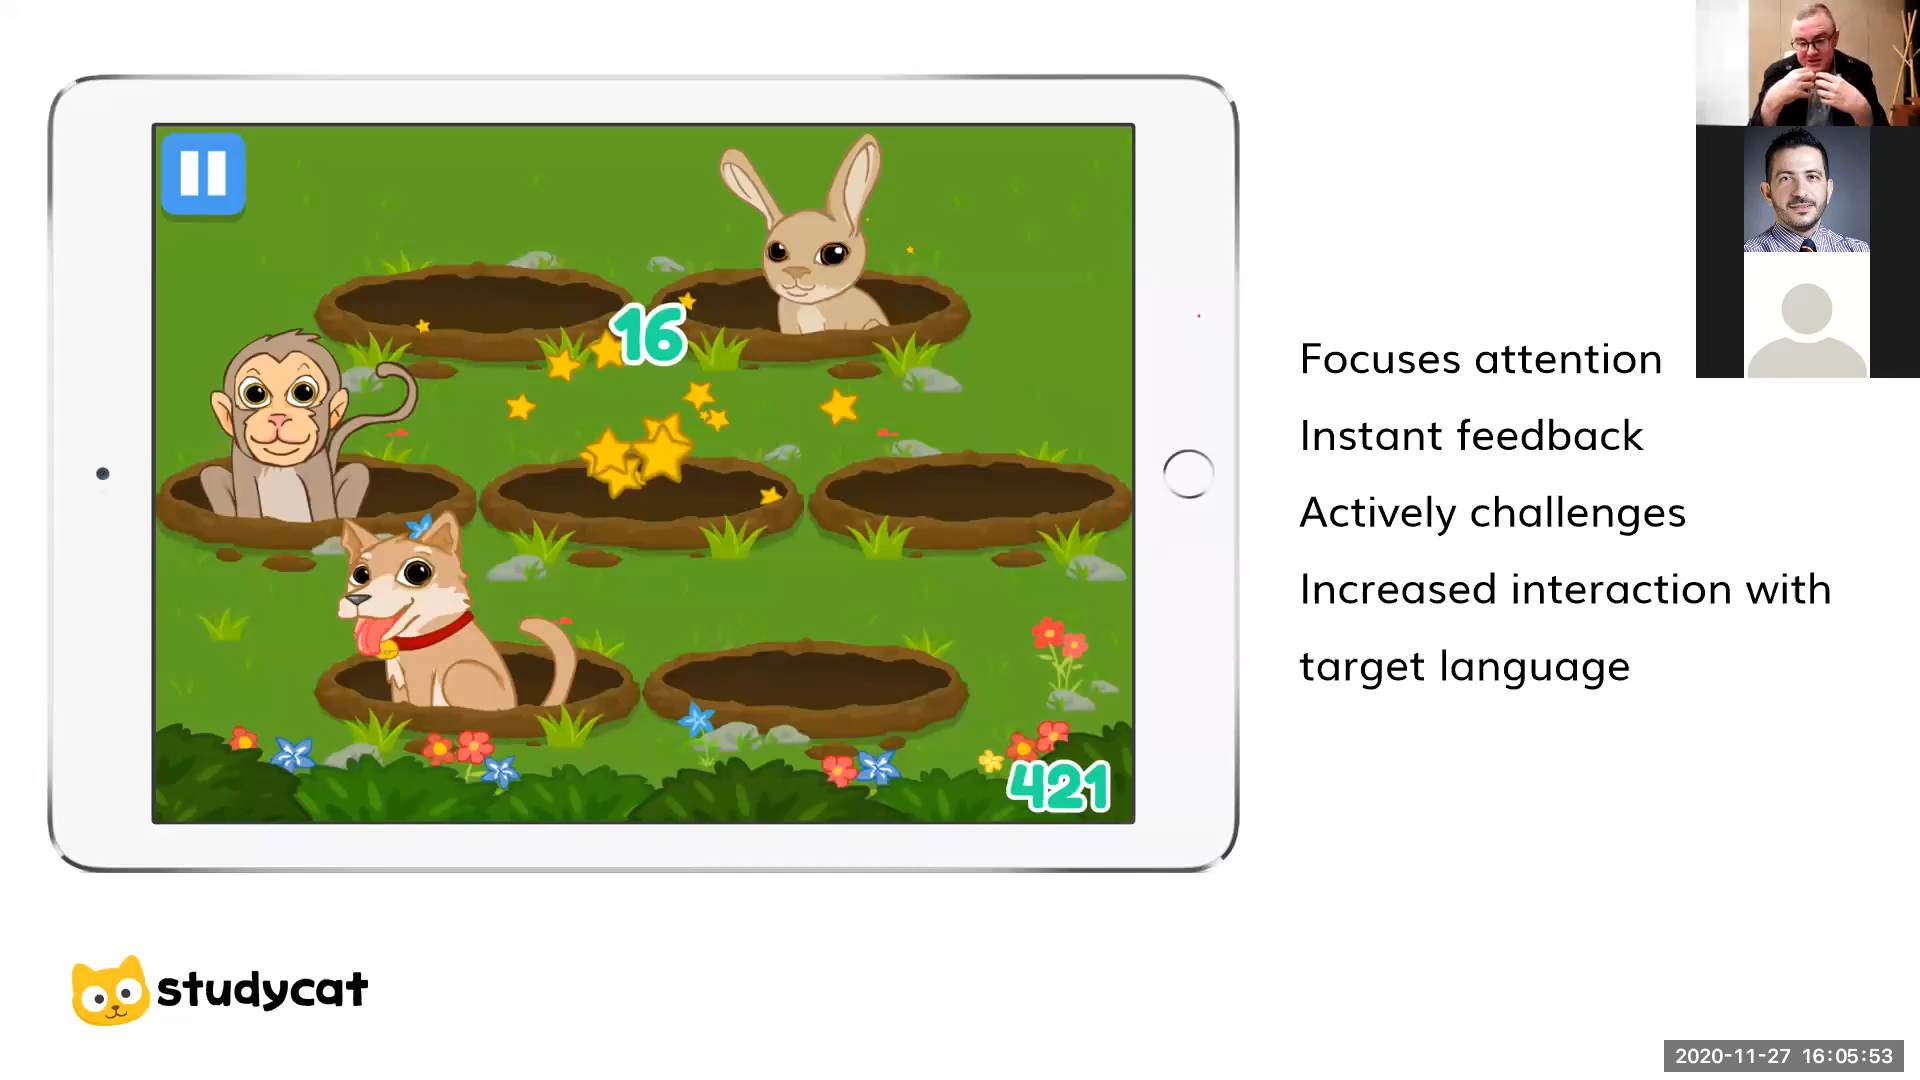 16
421
Focuses attention
Instant feedback
Actively challenges
Increased interaction with
target language
studycat
2020-11-27 16:05:53